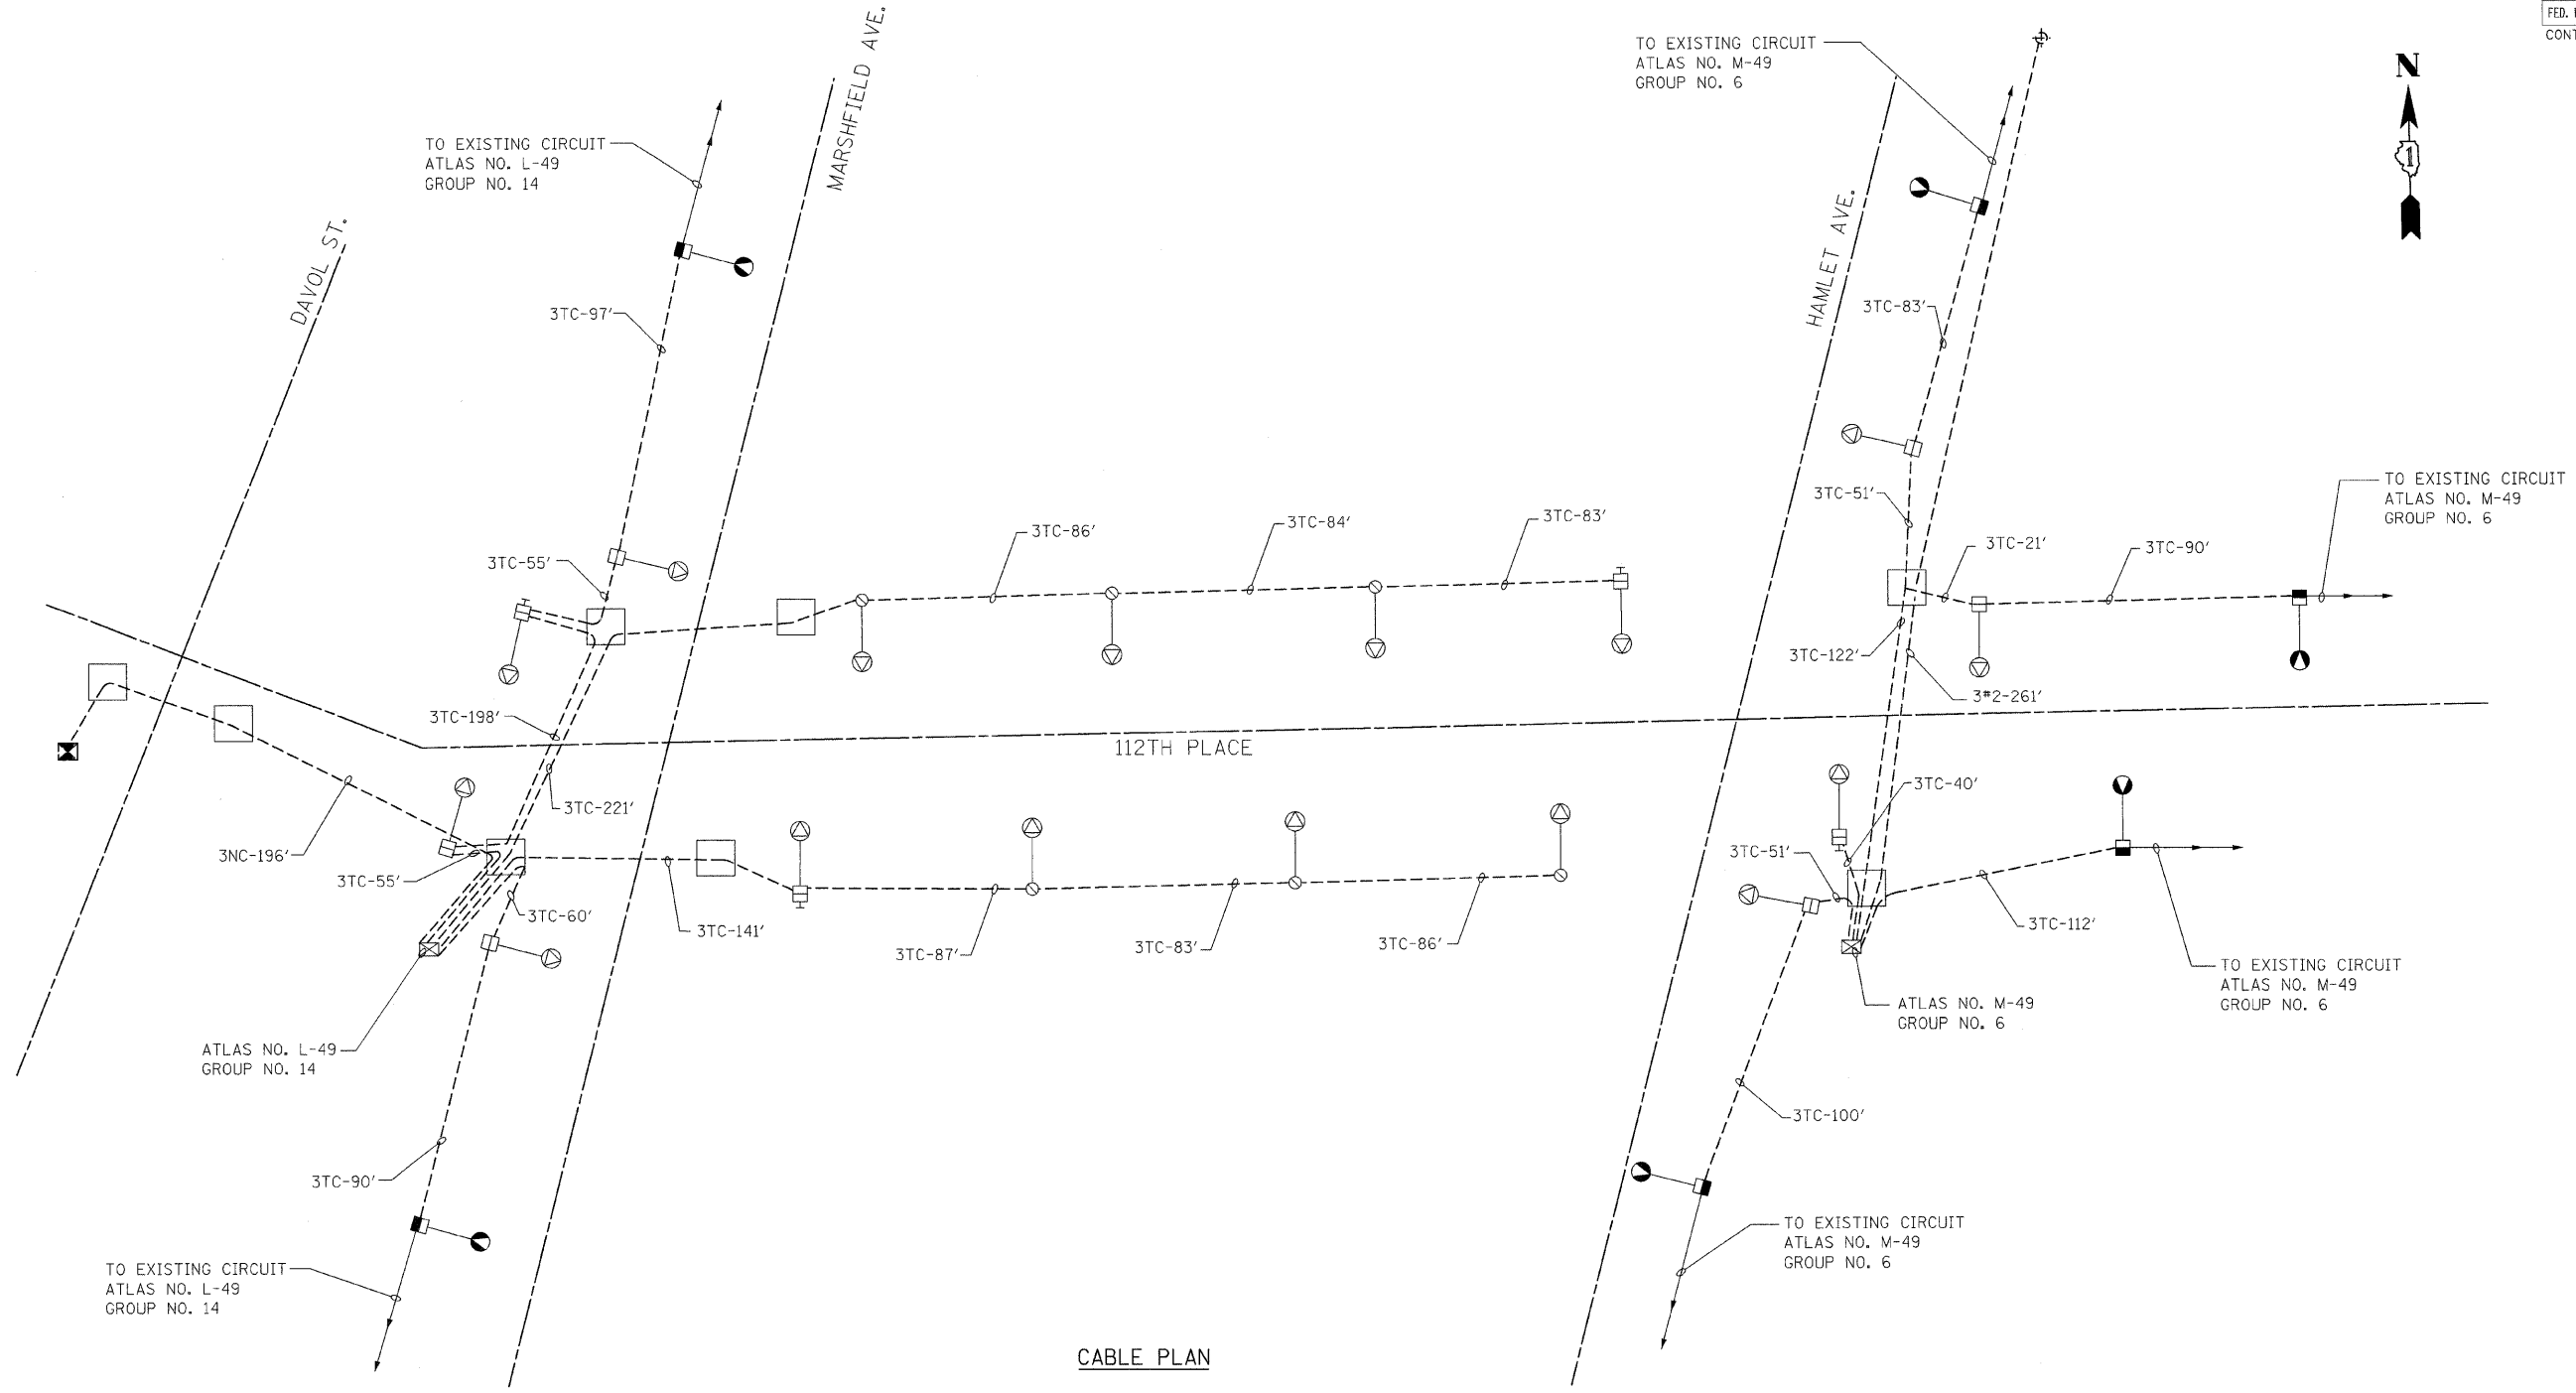 FED.
CONT
TO EXISTING CIRCUIT
ATLAS NO. M-49
GROUP NO. 6
N
1
MARSHFIELD AVE.
TO EXISTING CIRCUIT
ATLAS NO. L-49
GROUP NO. 14
DAVOL ST.
HAMLET AVE.
3TC-97'
3TC-83'
TO EXISTING CIRCUIT
ATLAS NO. M-49
GROUP NO. 6
3TC-51'
3TC-86'
3TC-84'
3TC-83'
3TC-21'
3TC-90'
3TC-55'
3TC-122'
3#2-261'
3TC-198'
112TH PLACE
3TC-221'
3TC-40'
3NC-196'
3TC-55'
3TC-51'
3TC-60'
3TC-141'
3TC-87'
3TC-83'
3TC-86'
3TC-112'
TO EXISTING CIRCUIT
ATLAS NO. M-49
GROUP NO. 6
ATLAS NO. M-49
GROUP NO. 6
ATLAS NO. L-49
GROUP NO. 14
3TC-100'
3TC-90'
TO EXISTING CIRCUIT
ATLAS NO. M-49
GROUP NO. 6
TO EXISTING CIRCUIT
ATLAS NO. L-49
GROUP NO. 14
CABLE PLAN